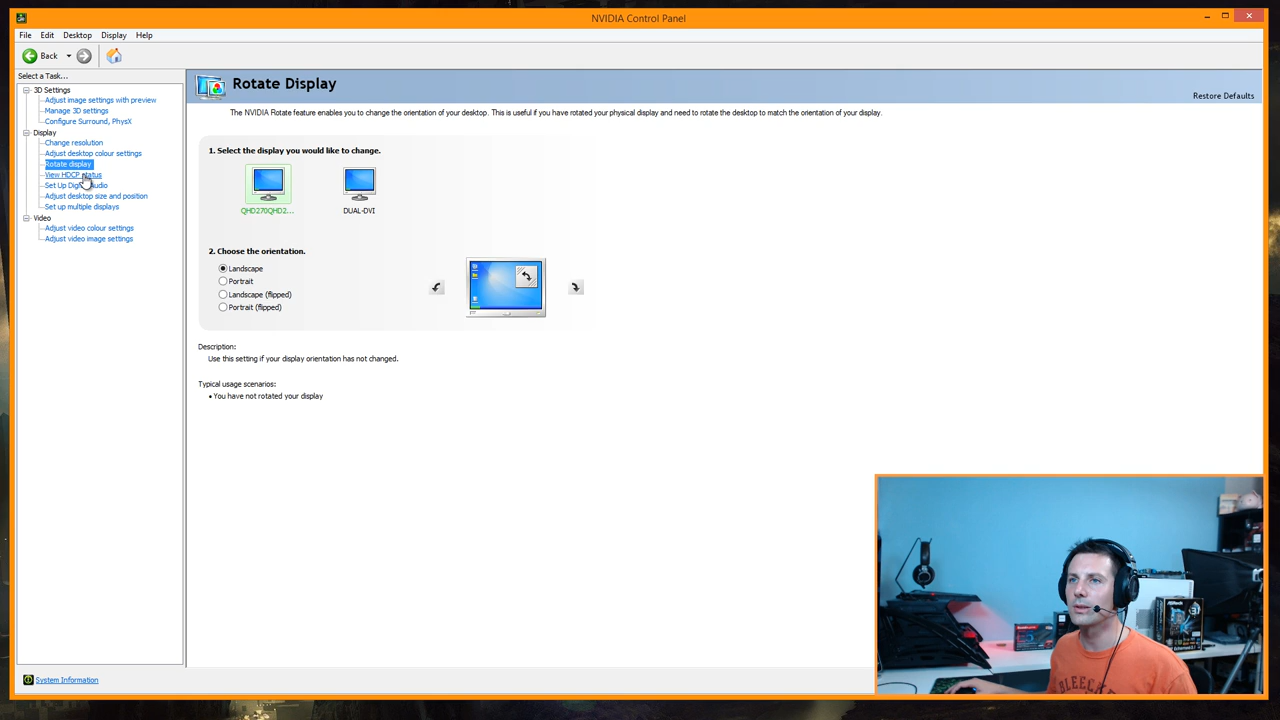 NVIDIA Control Panel
File Edit Desktop Display Help
Back
Select a Task...
3D Settings
Adjust image settings with preview
Manage 3D settings
Configure Surround, PhysX
Display
Change resolution
Adjust desktop colour settings
Rotate display
View HDCP status
Set Up Digital audio
Adjust desktop size and position
Set up multiple displays
Video
Adjust video colour settings
Adjust video image settings
System Information
Rotate Display
Restore Defaults
The NVIDIA Rotate feature enables you to change the orientation of your desktop. This is useful if you have rotated your physical display and need to rotate the desktop to match the orientation of your display.
1. Select the display you would like to change.
QHD270QHD2... DUAL-DVI
2. Choose the orientation.
Landscape
Portrait
Landscape (flipped)
Portrait (flipped)
Description:
Use this setting if your display orientation has not changed.
Typical usage scenarios:
• You have not rotated your display